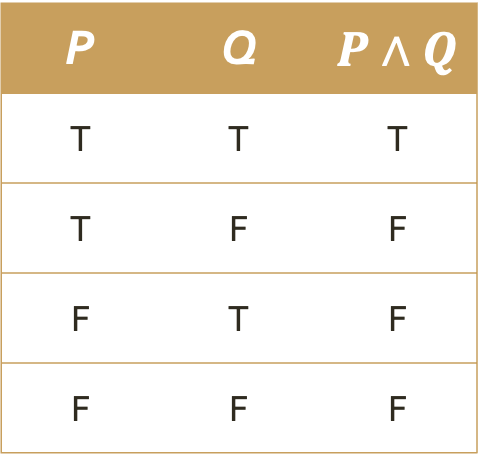 P Q P ∧ Q
T T T
T F F
F T F
F F F